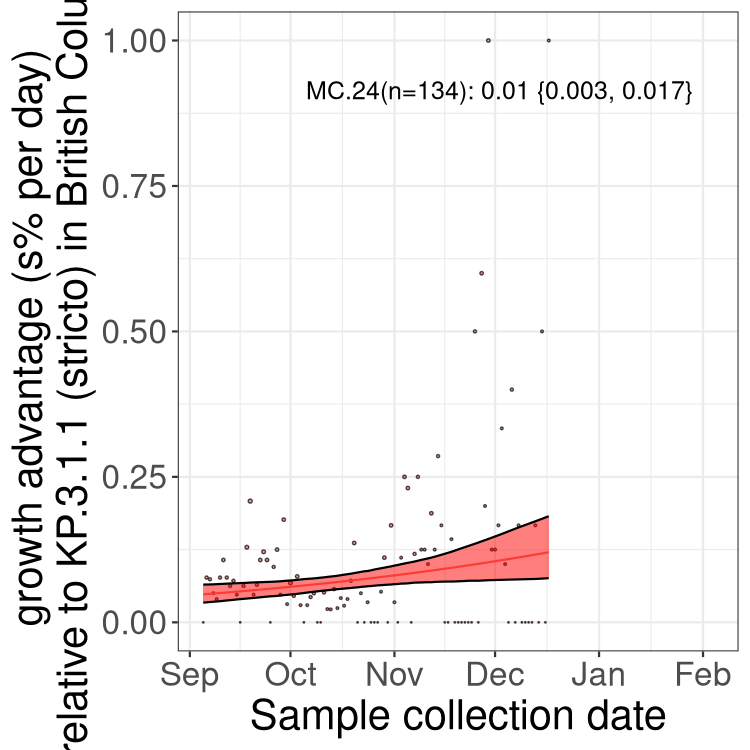 growth advantage (s% per day)
relative to KP.3.1.1 (stricto) in British Colu
1.00
0.75
0.50
0.25
0.00
MC.24(n=134): 0.01 {0.003, 0.017}
Sep Oct Nov Dec Jan Feb
Sample collection date